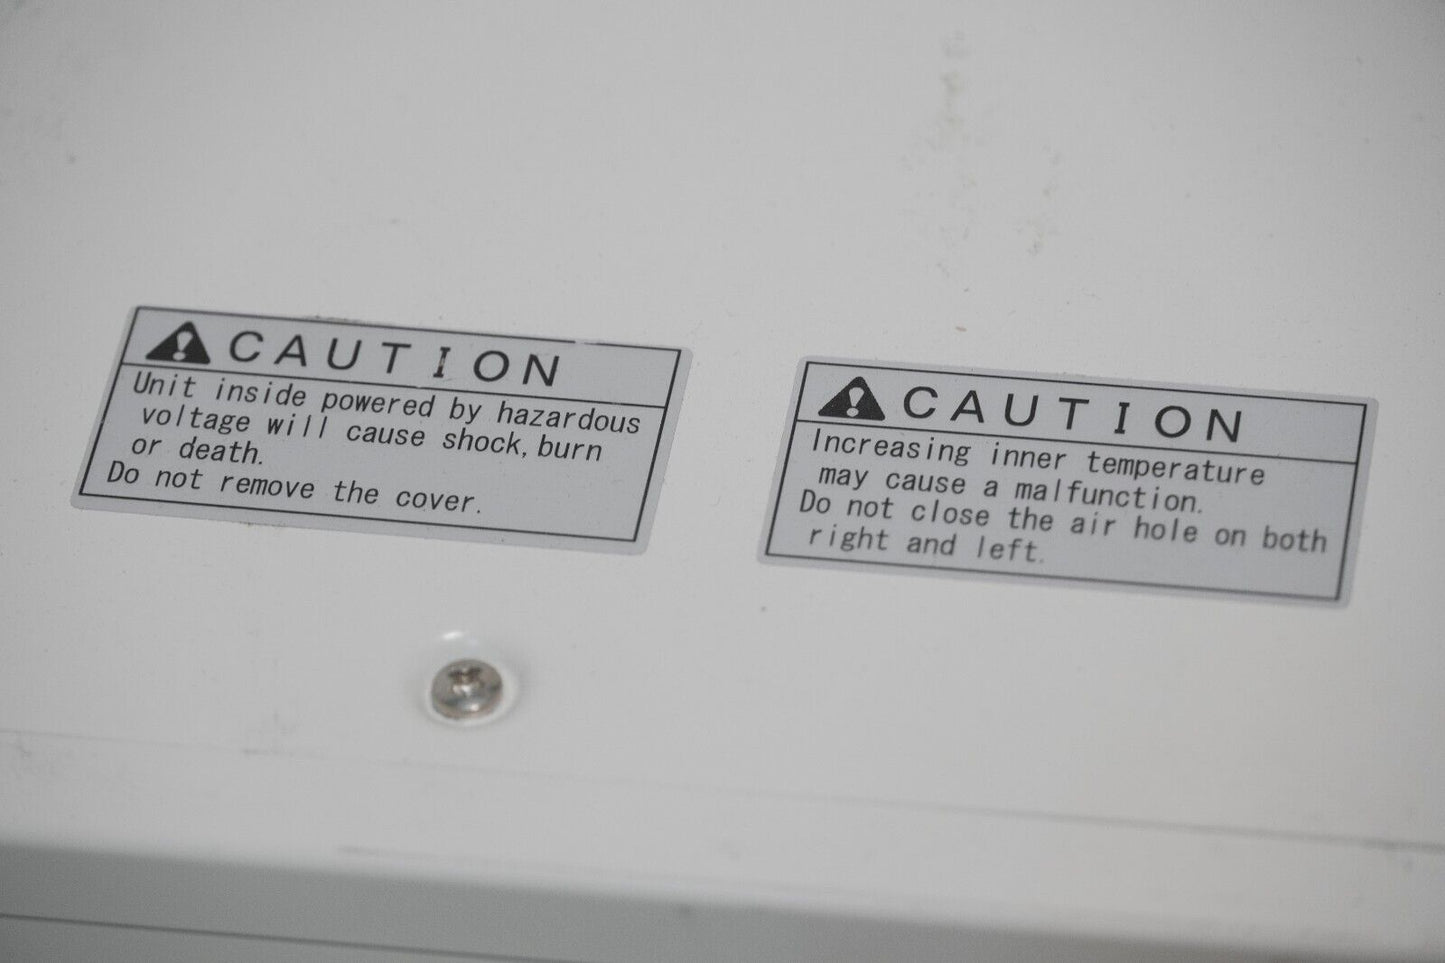 CAUTION
Unit inside powered by hazardous
voltage will cause shock, burn
or death.
Do not remove the cover.
CAUTION
Increasing inner temperature
may cause a malfunction.
Do not close the air hole on both
right and left.